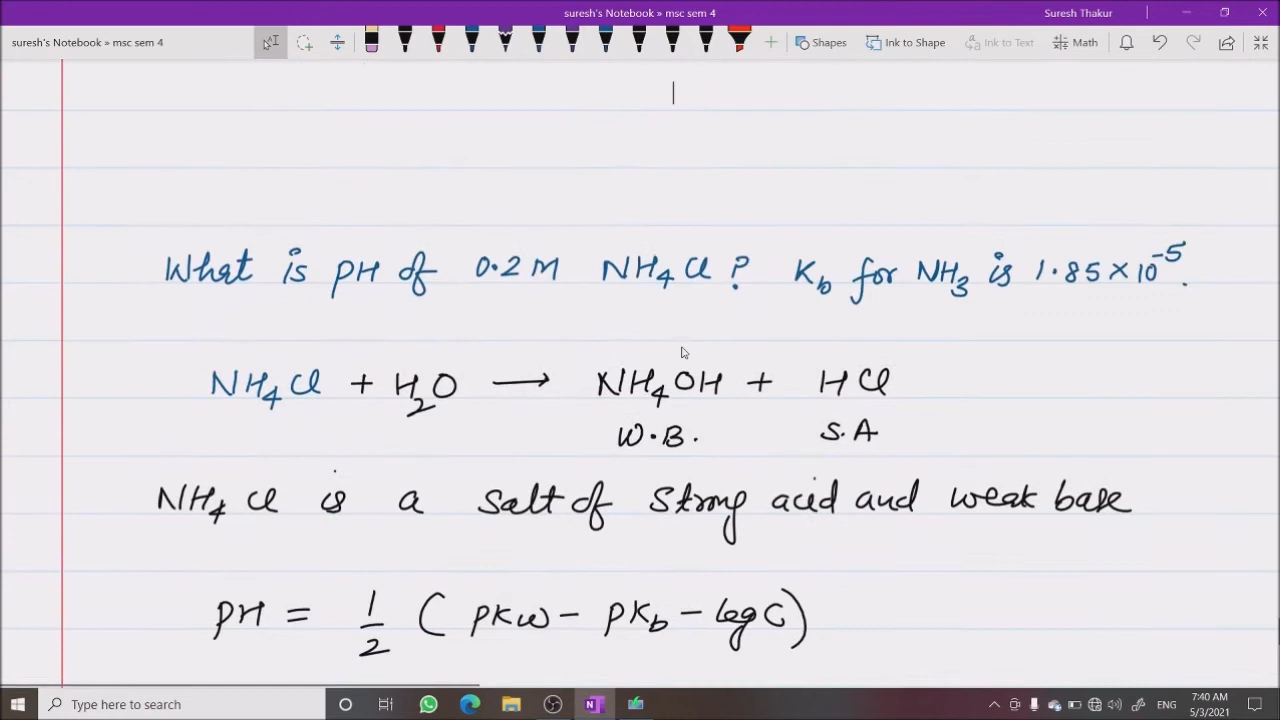 suresh's Notebook » msc sem 4
Suresh Thakur
suresh's Notebook » msc sem 4
Shapes
Ink to Shape
Ink to Text
Math
What is pH of 0.2 M NH₄Cl? Kb for NH₃ is 1.85×10⁻⁵.
NH₄Cl + H₂O → NH₄OH + HCl
W.B. S.A
NH₄Cl is a salt of strong acid and weak base
pH = 1/2 (pKw - pKb - log C)
Type here to search
ENG
7:40 AM
5/3/2021